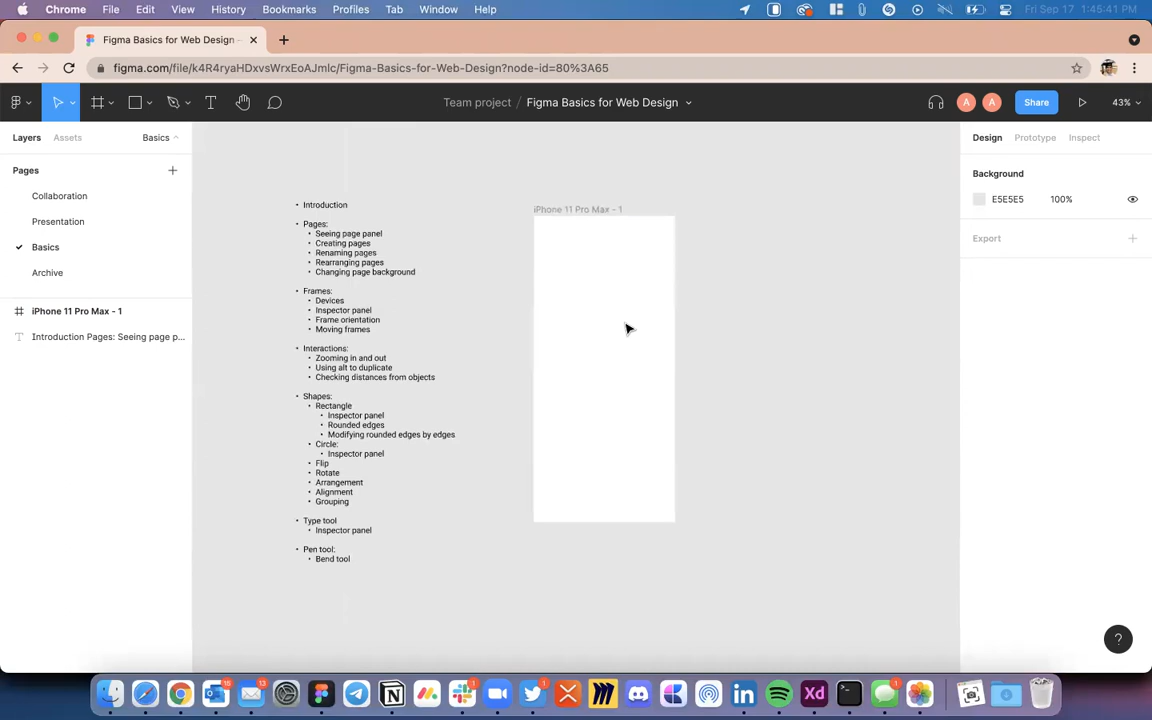 Chrome File Edit View History Bookmarks Profiles Tab Window Help Fri Sep 17 1:45:41 PM
Figma Basics for Web Design –
figma.com/file/k4R4ryaHDxvsWrxEoAJmlc/Figma-Basics-for-Web-Design?node-id=80%3A65
Team project / Figma Basics for Web Design A A Share 43%
Layers Assets Basics Design Prototype Inspect
Pages
Collaboration
Presentation
Basics
Archive
iPhone 11 Pro Max - 1
Introduction Pages: Seeing page p...
• Introduction
• Pages:
• Seeing page panel
• Creating pages
• Renaming pages
• Rearranging pages
• Changing page background
• Frames:
• Devices
• Inspector panel
• Frame orientation
• Moving frames
• Interactions:
• Zooming in and out
• Using alt to duplicate
• Checking distances from objects
• Shapes:
• Rectangle
• Inspector panel
• Rounded edges
• Modifying rounded edges by edges
• Circle:
• Inspector panel
• Flip
• Rotate
• Arrangement
• Alignment
• Grouping
• Type tool
• Inspector panel
• Pen tool:
• Bend tool
iPhone 11 Pro Max - 1
Background
E5E5E5 100%
Export
?
Xd